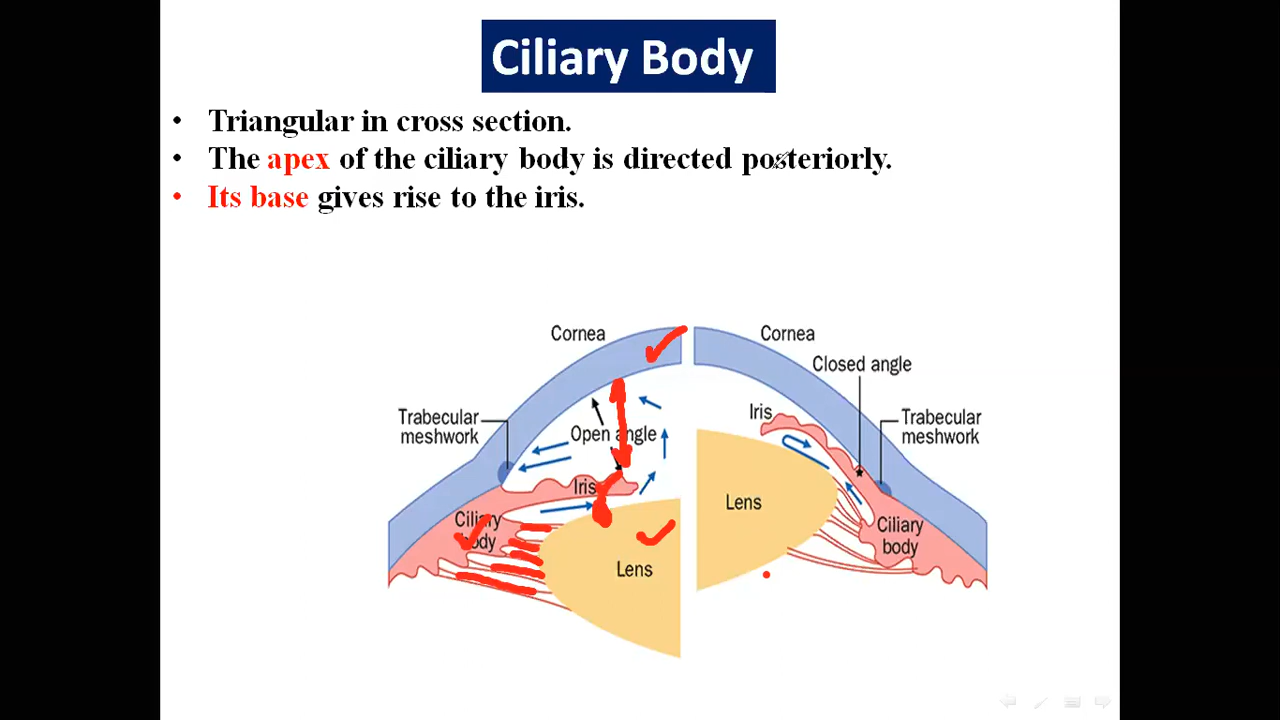 Ciliary Body
• Triangular in cross section.
• The apex of the ciliary body is directed posteriorly.
• Its base gives rise to the iris.
Cornea
Cornea
Closed angle
Iris
Trabecular
meshwork
Open angle
Trabecular
meshwork
Iris
Lens
Ciliary
body
Ciliary
body
Lens